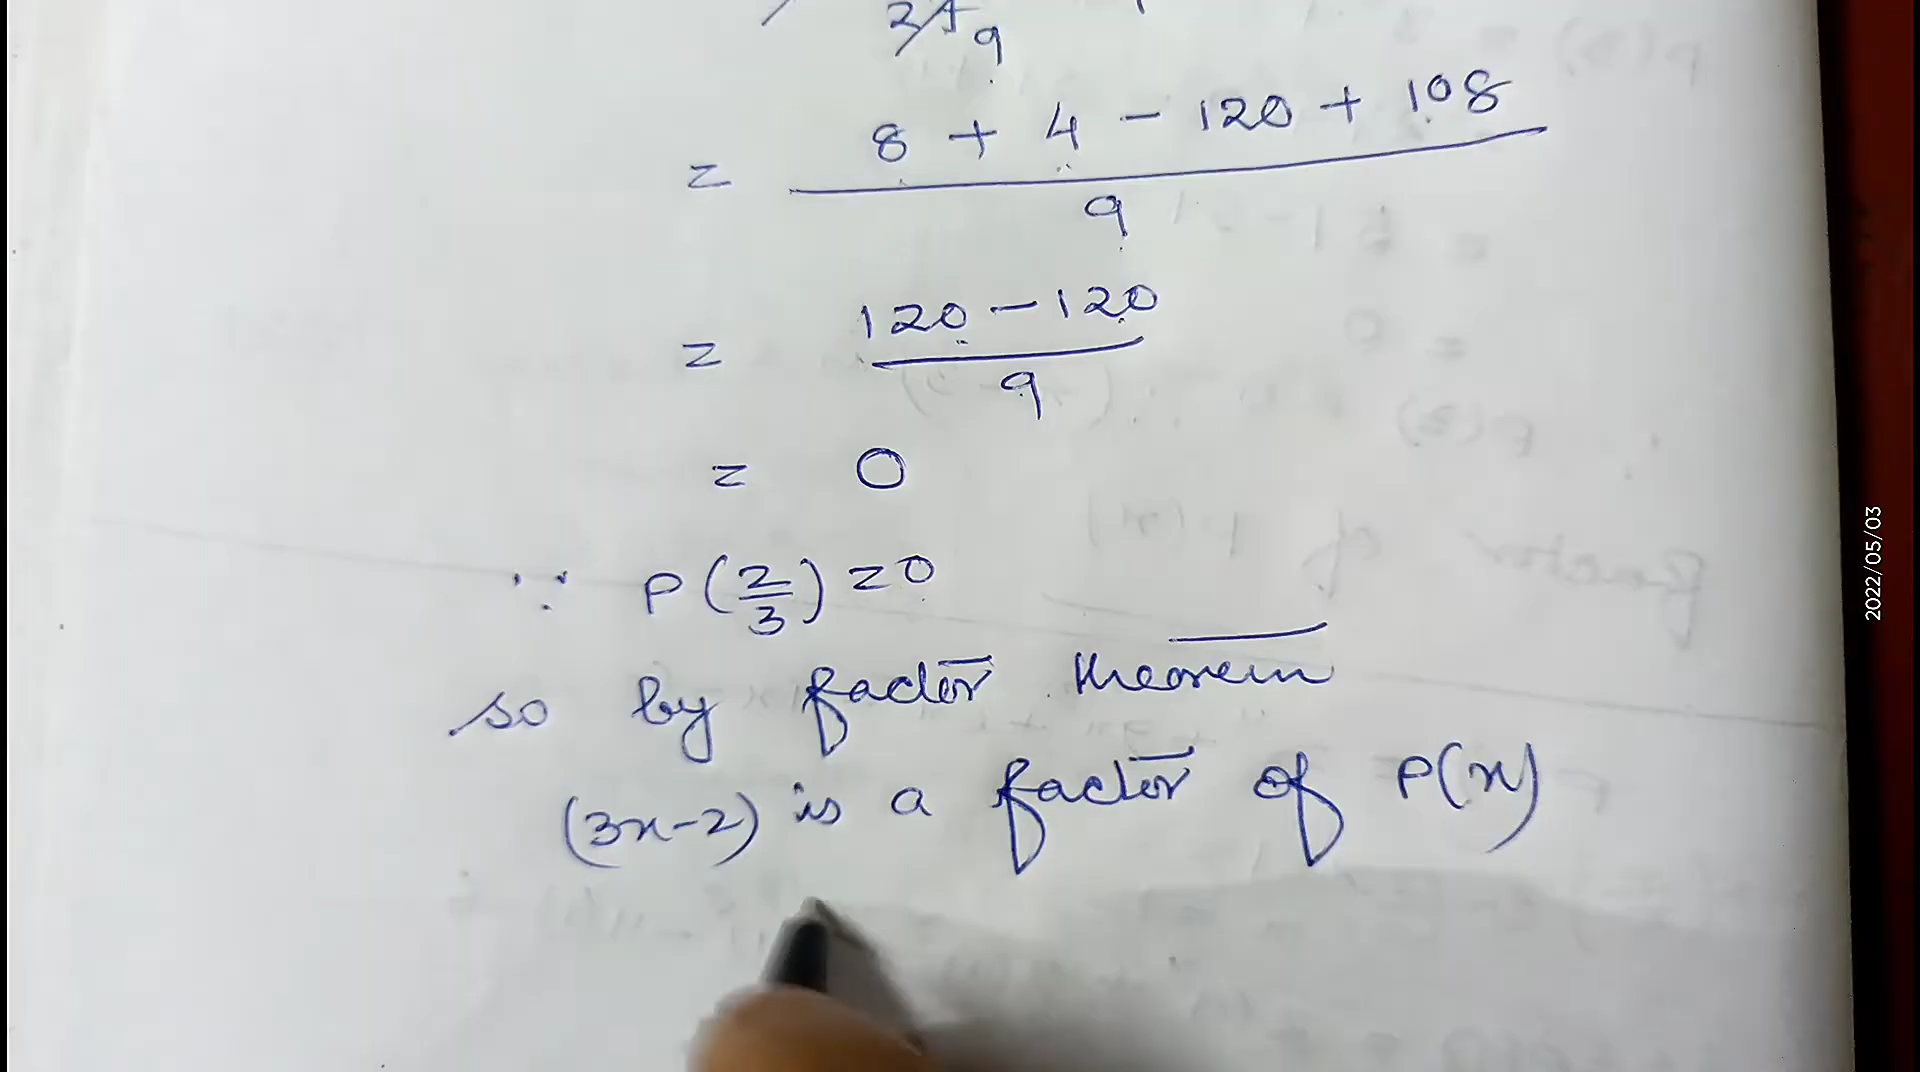 9
= 8 + 4 - 120 + 108
9
= 120 - 120
9
= 0
∵ P(2/3) = 0
so by factor theorem
(3x-2) is a factor of P(x)
2022/05/03